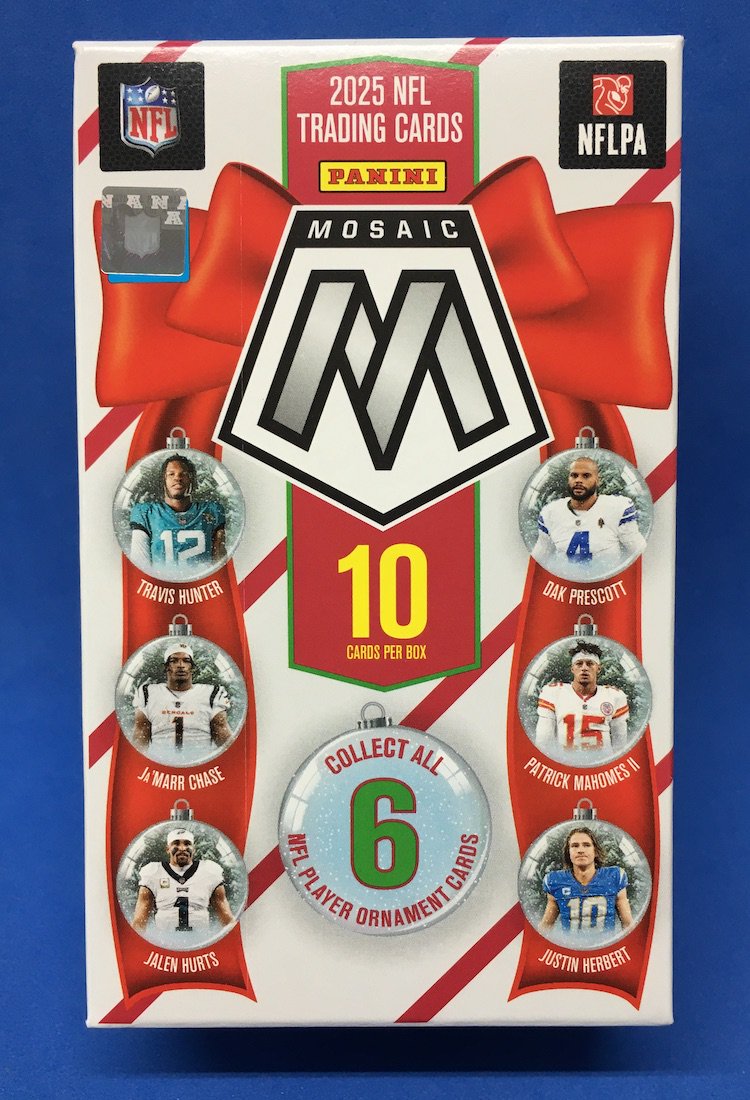 NFL
2025 NFL
TRADING CARDS
PANINI
NFLPA
PANINI
MOSAIC
M
12
TRAVIS HUNTER
4
DAK PRESCOTT
10
CARDS PER BOX
BENGALS
1
JA'MARR CHASE
15
PATRICK MAHOMES II
COLLECT ALL
6
NFL PLAYER ORNAMENT CARDS
1
JALEN HURTS
10
JUSTIN HERBERT